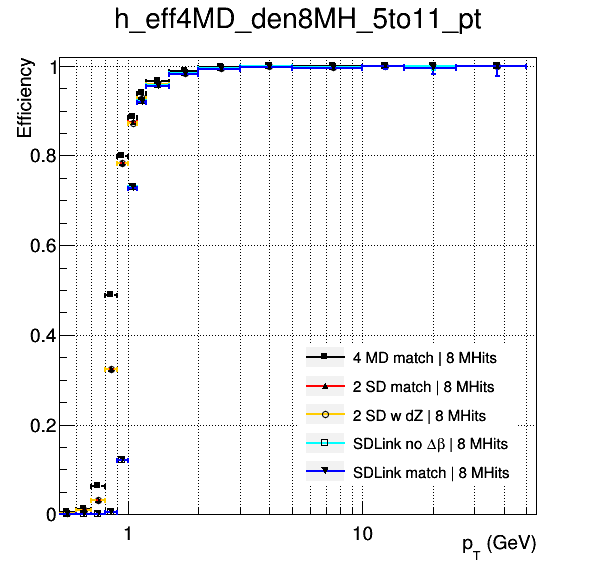 h_eff4MD_den8MH_5to11_pt
Efficiency
1
0.8
0.6
0.4
0.2
0
4 MD match | 8 MHits
2 SD match | 8 MHits
2 SD w dZ | 8 MHits
SDLink no Δβ | 8 MHits
SDLink match | 8 MHits
1 10
p_T (GeV)